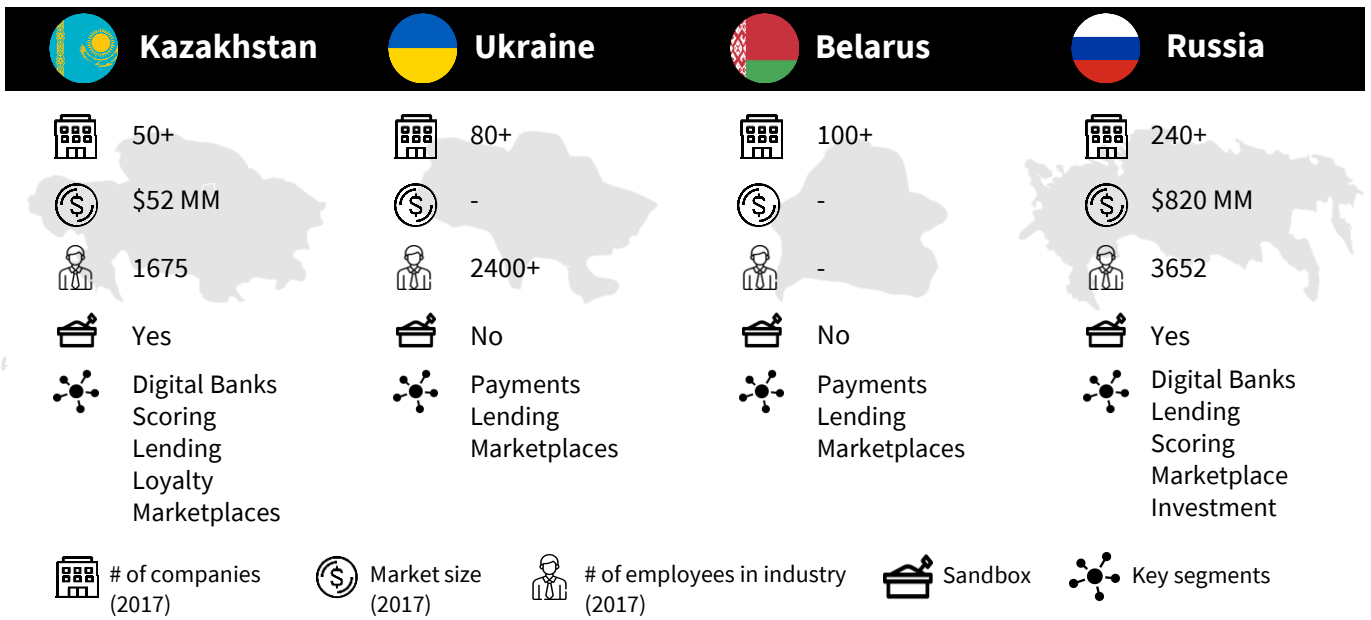 Kazakhstan
50+
$52 MM
1675
Yes
Digital Banks
Scoring
Lending
Loyalty
Marketplaces
Ukraine
80+
-
2400+
No
Payments
Lending
Marketplaces
Belarus
100+
-
-
No
Payments
Lending
Marketplaces
Russia
240+
$820 MM
3652
Yes
Digital Banks
Lending
Scoring
Marketplace
Investment
# of companies
(2017)
Market size
(2017)
# of employees in industry
(2017)
Sandbox
Key segments